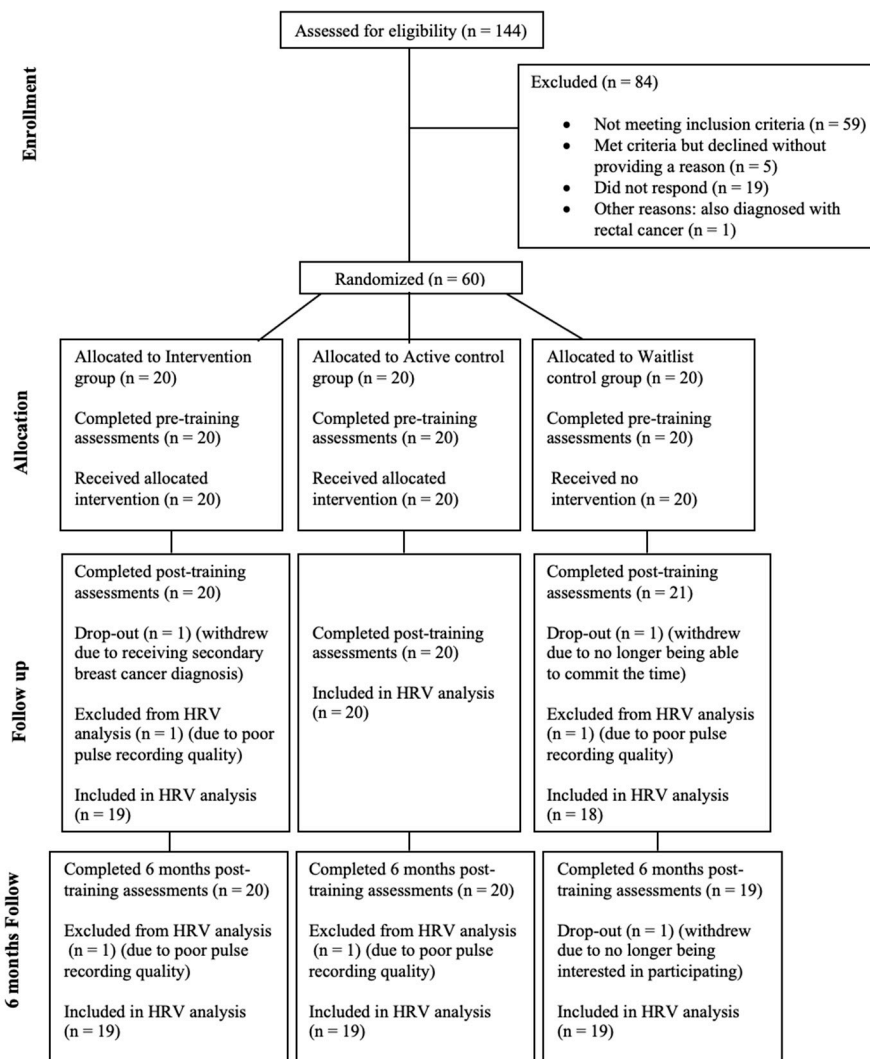 Assessed for eligibility (n = 144)
Enrollment
Excluded (n = 84)
• Not meeting inclusion criteria (n = 59)
• Met criteria but declined without
providing a reason (n = 5)
• Did not respond (n = 19)
• Other reasons: also diagnosed with
rectal cancer (n = 1)
Randomized (n = 60)
Allocation
Allocated to Intervention
group (n = 20)
Completed pre-training
assessments (n = 20)
Received allocated
intervention (n = 20)
Allocated to Active control
group (n = 20)
Completed pre-training
assessments (n = 20)
Received allocated
intervention (n = 20)
Allocated to Waitlist
control group (n = 20)
Completed pre-training
assessments (n = 20)
Received no
intervention (n = 20)
Follow up
Completed post-training
assessments (n = 20)
Drop-out (n = 1) (withdrew
due to receiving secondary
breast cancer diagnosis)
Excluded from HRV
analysis (n = 1) (due to poor
pulse recording quality)
Included in HRV analysis
(n = 19)
Completed post-training
assessments (n = 20)
Included in HRV analysis
(n = 20)
Completed post-training
assessments (n = 21)
Drop-out (n = 1) (withdrew
due to no longer being able
to commit the time)
Excluded from HRV analysis
(n = 1) (due to poor pulse
recording quality)
Included in HRV analysis
(n = 18)
6 months Follow
Completed 6 months post-
training assessments (n = 20)
Excluded from HRV analysis
(n = 1) (due to poor pulse
recording quality)
Included in HRV analysis
(n = 19)
Completed 6 months post-
training assessments (n = 20)
Excluded from HRV analysis
(n = 1) (due to poor pulse
recording quality)
Included in HRV analysis
(n = 19)
Completed 6 months post-
training assessments (n = 19)
Drop-out (n = 1) (withdrew
due to no longer being
interested in participating)
Included in HRV analysis
(n = 19)